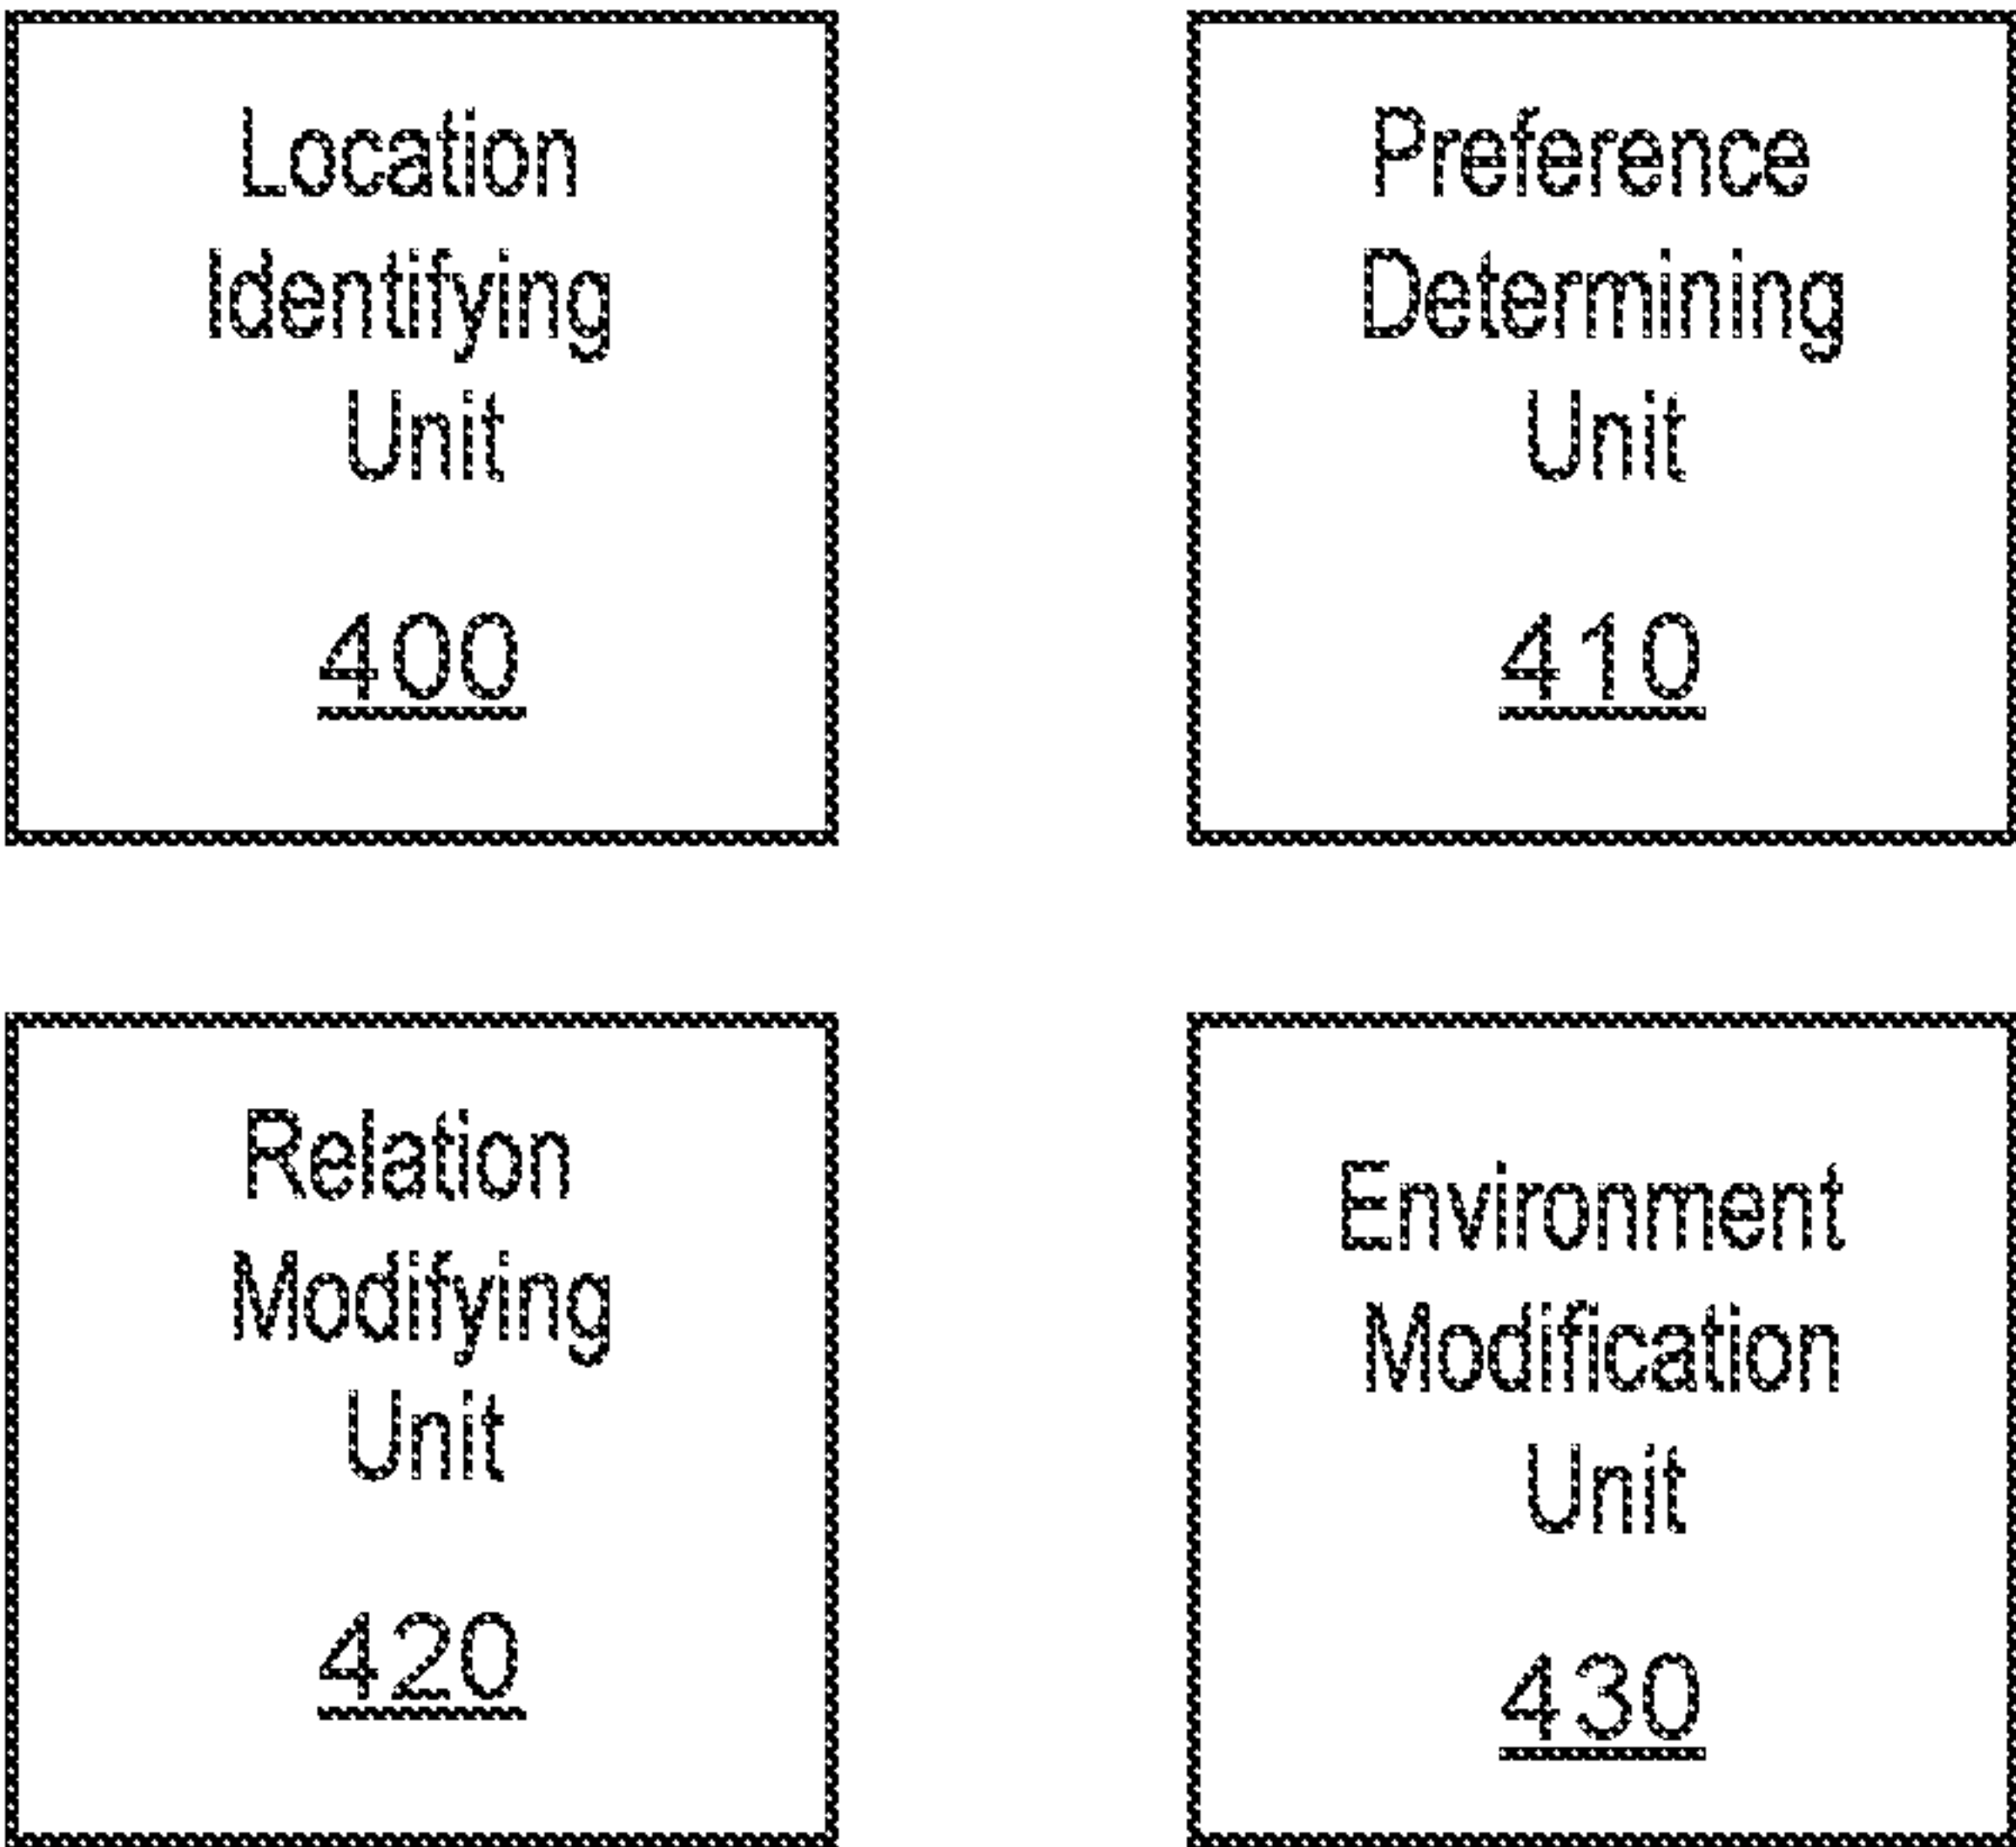 Location
Identifying
Unit
400
Preference
Determining
Unit
410
Relation
Modifying
Unit
420
Environment
Modification
Unit
430